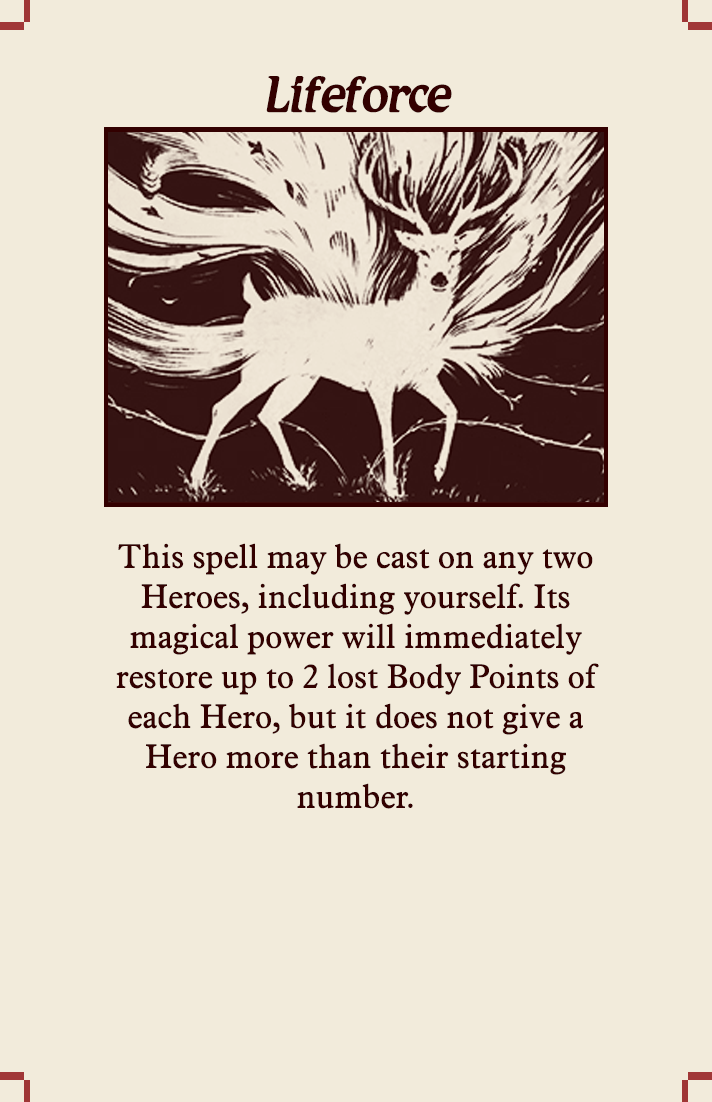 Lifeforce
This spell may be cast on any two
Heroes, including yourself. Its
magical power will immediately
restore up to 2 lost Body Points of
each Hero, but it does not give a
Hero more than their starting
number.